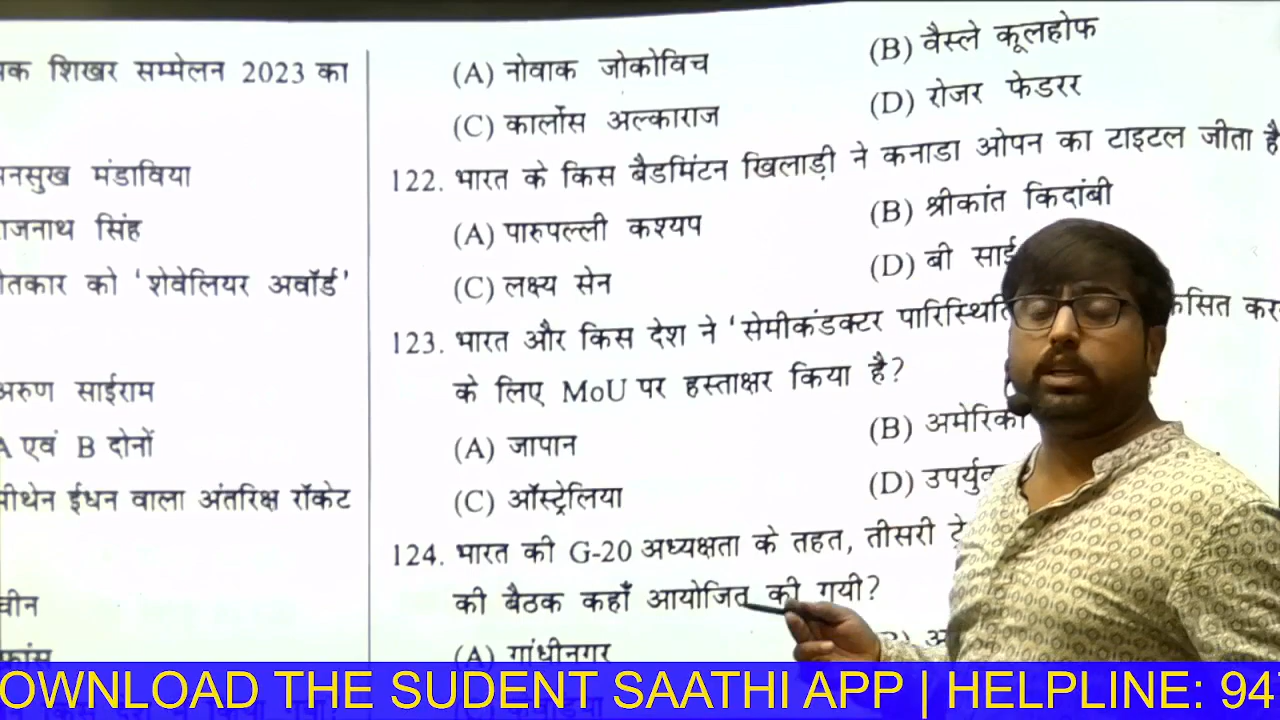 शिखर सम्मेलन 2023 का
मंडाविया
सिंह
को 'शेवेलियर अवॉर्ड'
अरुण साईराम
A एवं B दोनों
ईंधन वाला अंतरिक्ष रॉकेट
(A) नोवाक जोकोविच
(B) वैस्ले कूलहोफ
(C) कार्लोस अल्काराज
(D) रोजर फेडरर
122. भारत के किस बैडमिंटन खिलाड़ी ने कनाडा ओपन का टाइटल जीता है
(A) पारुपल्ली कश्यप
(B) श्रीकांत किदांबी
(C) लक्ष्य सेन
(D) बी साई
123. भारत और किस देश ने 'सेमीकंडक्टर पारिस्थिति
के लिए MoU पर हस्ताक्षर किया है?
(A) जापान
(B) अमेरिका
(C) ऑस्ट्रेलिया
(D) उपर्यु
124. भारत की G-20 अध्यक्षता के तहत, तीसरी
की बैठक कहाँ आयोजित की गयी?
(A) गांधीनगर
OWNLOAD THE SUDENT SAATHI APP | HELPLINE: 94